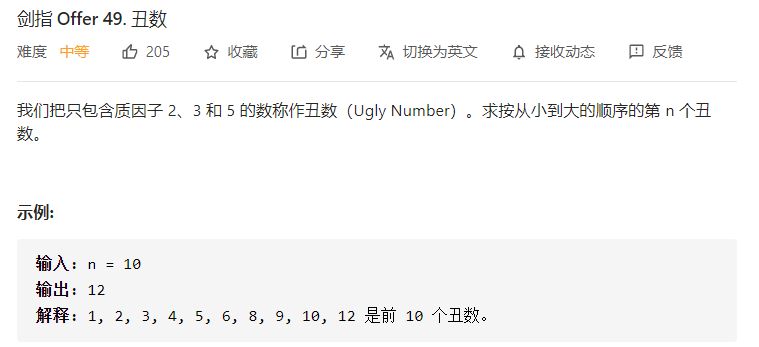 剑指 Offer 49. 丑数
难度 中等 205 收藏 分享 切换为英文 接收动态 反馈
我们把只包含质因子 2、3 和 5 的数称作丑数（Ugly Number）。求按从小到大的顺序的第 n 个丑
数。
示例:
输入: n = 10
输出: 12
解释: 1, 2, 3, 4, 5, 6, 8, 9, 10, 12 是前 10 个丑数。